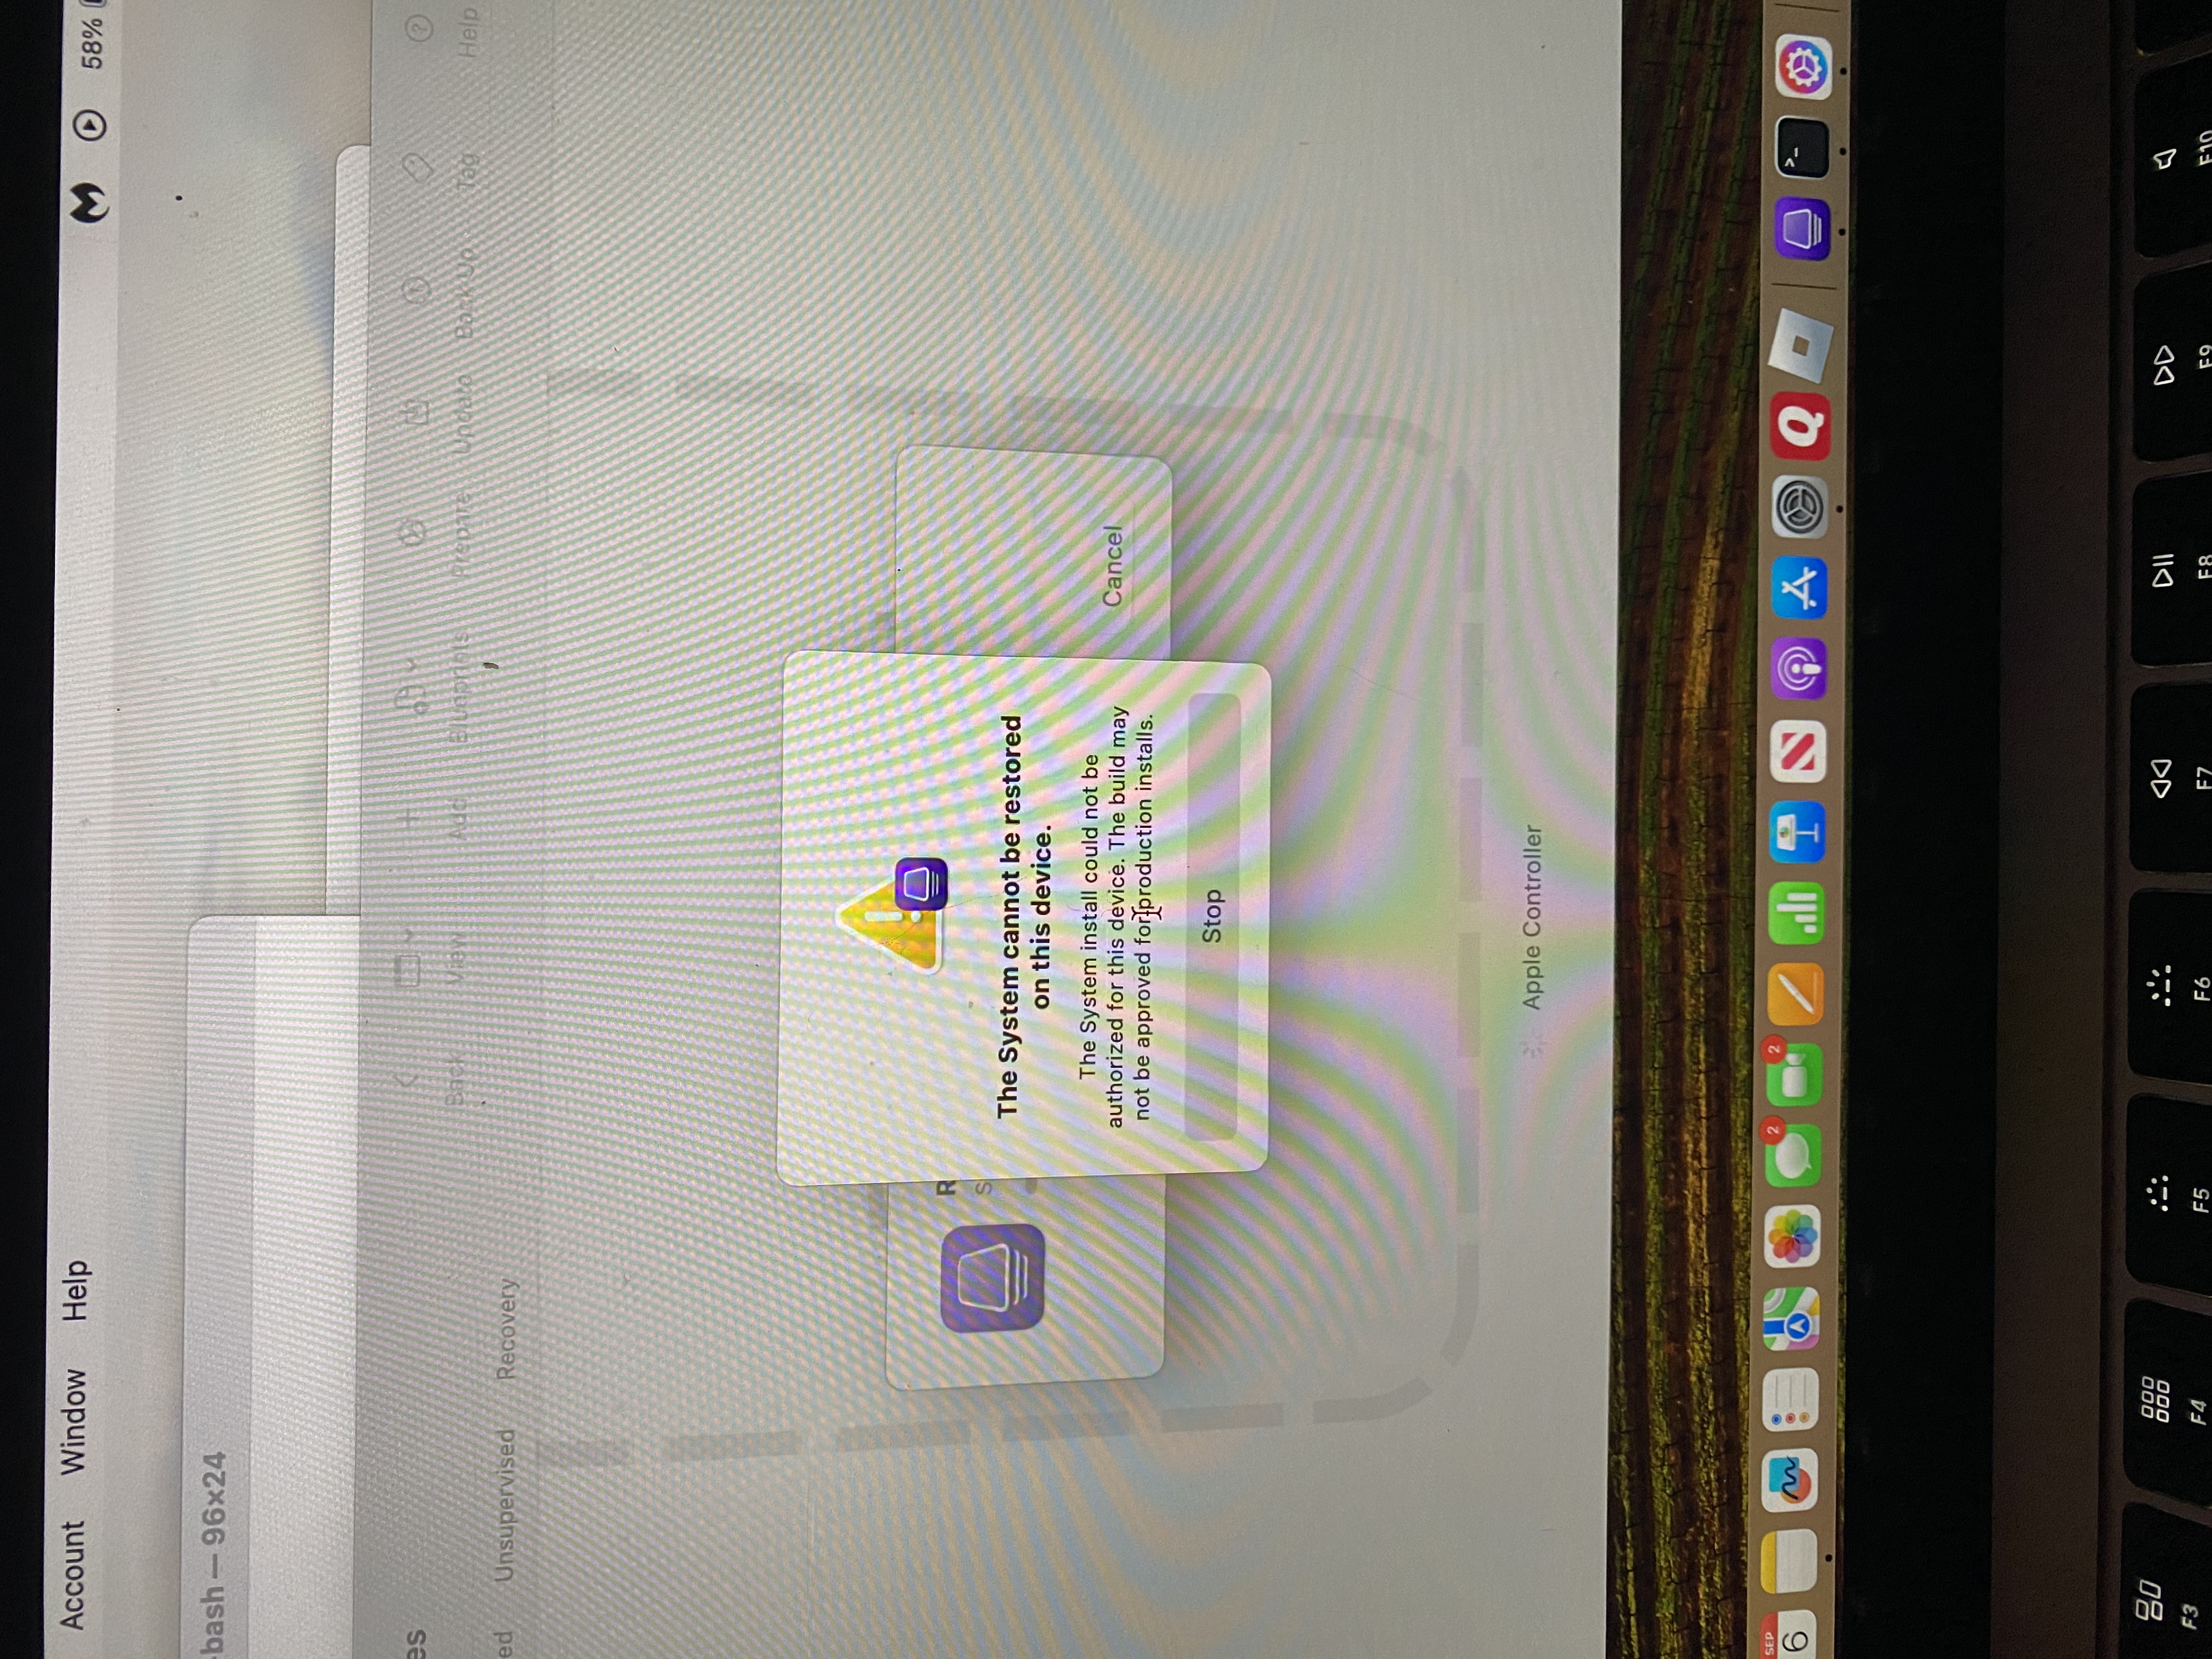 Account Window Help 58%
-bash — 96×24
es
Back View Add Blueprints Prepare Update Back Up Tag Help
ed Unsupervised Recovery
R
S
The System cannot be restored
on this device.
The System install could not be
authorized for this device. The build may
not be approved for production installs.
Cancel
Stop
Apple Controller
SEP
6
2
2
Q
>_
F3 F4 F5 F6 F7 F8 F9 F10